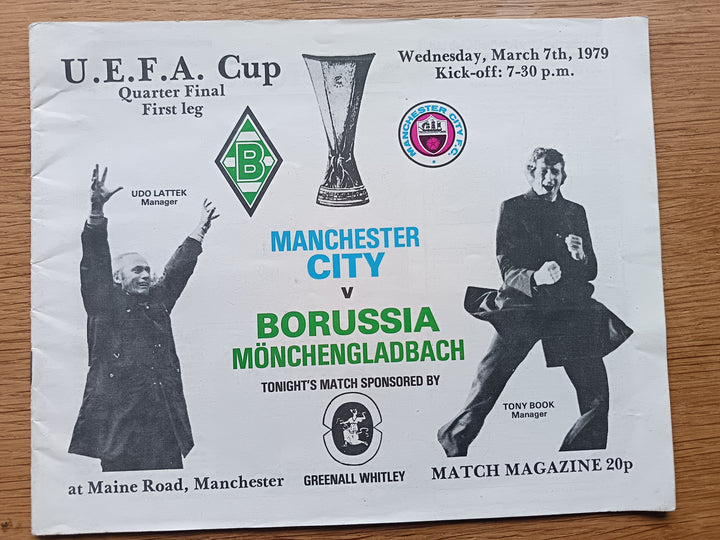 U.E.F.A. Cup
Quarter Final
First leg
Wednesday, March 7th, 1979
Kick-off: 7-30 p.m.
B
MANCHESTER CITY F.C.
UDO LATTEK
Manager
MANCHESTER
CITY
v
BORUSSIA
MÖNCHENGLADBACH
TONIGHT'S MATCH SPONSORED BY
GREENALL WHITLEY
TONY BOOK
Manager
at Maine Road, Manchester
MATCH MAGAZINE 20p